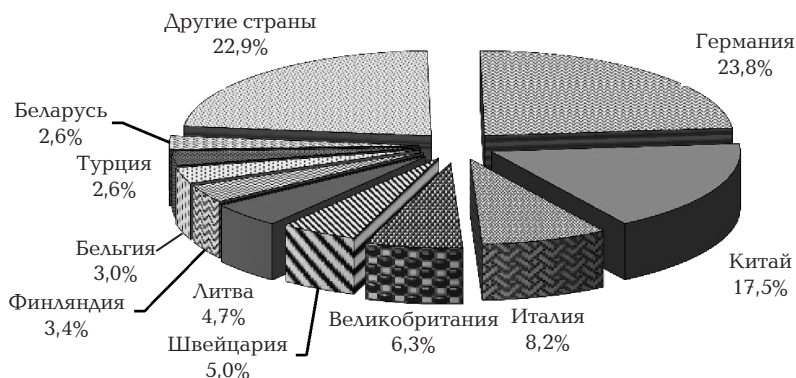 Другие страны
22,9%
Германия
23,8%
Беларусь
2,6%
Турция
2,6%
Бельгия
3,0%
Финляндия
3,4%
Литва
4,7%
Швейцария
5,0%
Великобритания
6,3%
Италия
8,2%
Китай
17,5%